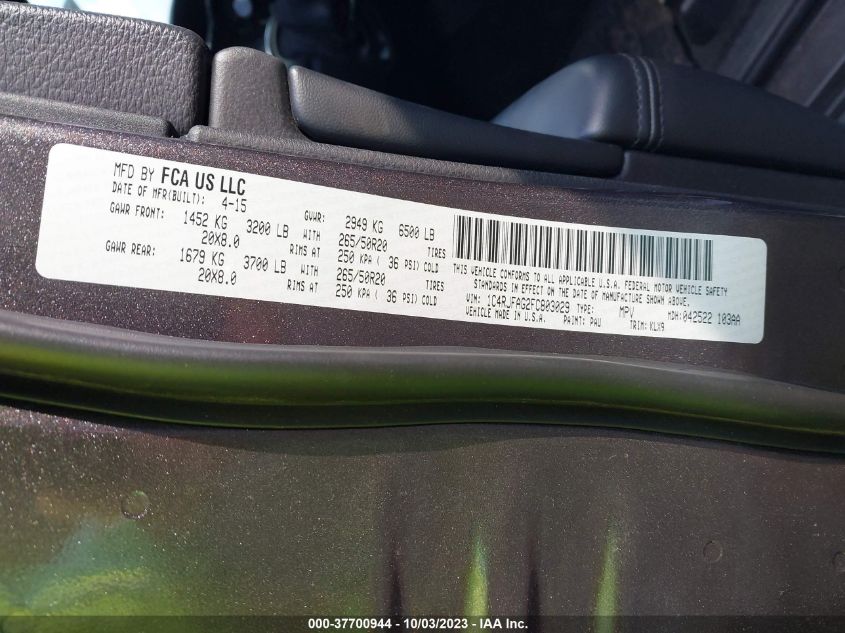 MFD BY FCA US LLC
DATE OF MFR(BUILT): 4-15 GVWR: 2949 KG 6500 LB
GAWR FRONT: 1452 KG 3200 LB WITH 265/50R20 TIRES
20X8.0 RIMS AT 250 KPA ( 36 PSI) COLD
GAWR REAR: 1679 KG 3700 LB WITH 265/50R20 TIRES
20X8.0 RIMS AT 250 KPA ( 36 PSI) COLD
THIS VEHICLE CONFORMS TO ALL APPLICABLE U.S.A. FEDERAL MOTOR VEHICLE SAFETY
STANDARDS IN EFFECT ON THE DATE OF MANUFACTURE SHOWN ABOVE.
VIN: 1C4RJFAG2FC803029 TYPE: MPV MDH: 042522 103AA
VEHICLE MADE IN U.S.A. PAINT: PAU TRIM: KLX9
000-37700944 - 10/03/2023 - IAA Inc.